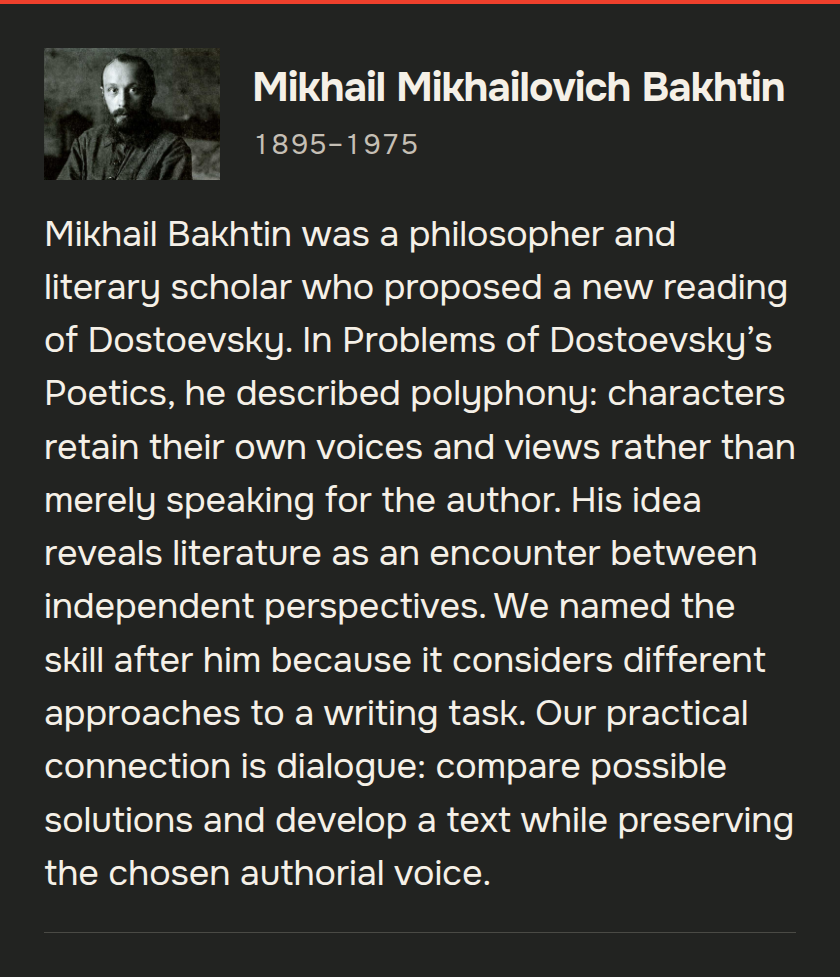 Mikhail Mikhailovich Bakhtin
1895–1975
Mikhail Bakhtin was a philosopher and
literary scholar who proposed a new reading
of Dostoevsky. In Problems of Dostoevsky’s
Poetics, he described polyphony: characters
retain their own voices and views rather than
merely speaking for the author. His idea
reveals literature as an encounter between
independent perspectives. We named the
skill after him because it considers different
approaches to a writing task. Our practical
connection is dialogue: compare possible
solutions and develop a text while preserving
the chosen authorial voice.